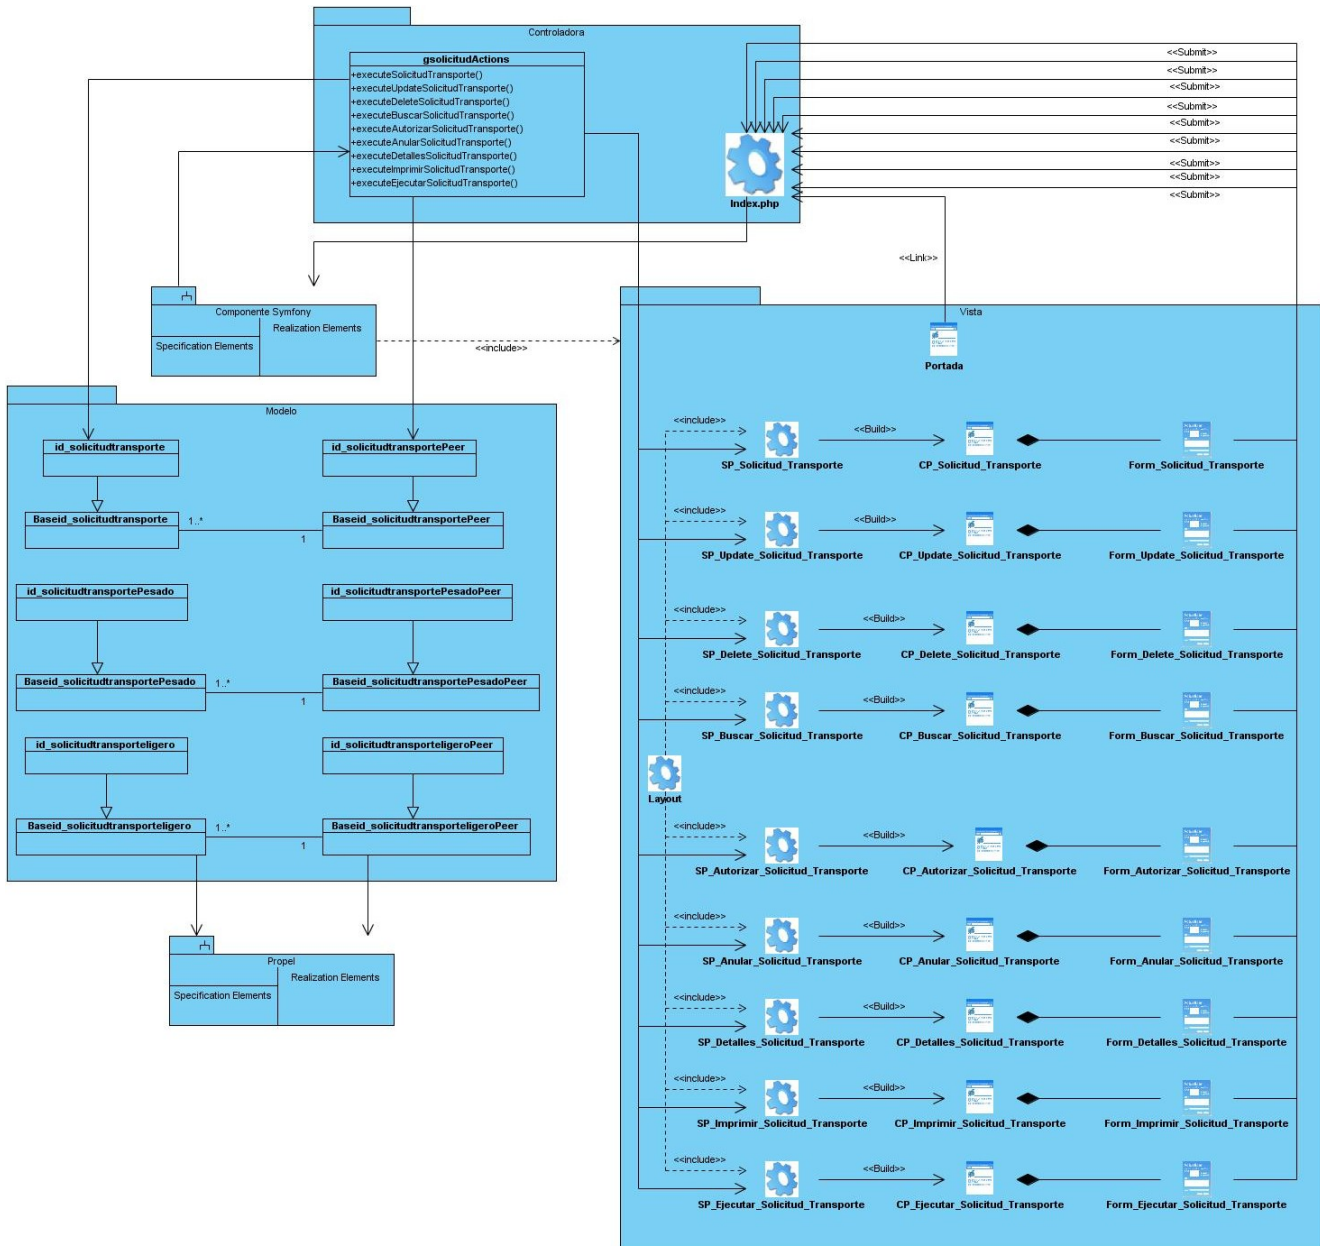 Controladora
gsolicitudActions
+executeSolicitudTransporte()
+executeUpdateSolicitudTransporte()
+executeDeleteSolicitudTransporte()
+executeBuscarSolicitudTransporte()
+executeAutorizarSolicitudTransporte()
+executeAnularSolicitudTransporte()
+executeDetallesSolicitudTransporte()
+executeImprimirSolicitudTransporte()
+executeEjecutarSolicitudTransporte()
Index.php
<<Submit>>
<<Submit>>
<<Submit>>
<<Submit>>
<<Submit>>
<<Submit>>
<<Submit>>
<<Submit>>
<<Submit>>
<<Link>>
Componente Symfony
Specification Elements
Realization Elements
<<include>>
Modelo
id_solicitudtransporte
id_solicitudtransportePeer
Baseid_solicitudtransporte
1..*
1
Baseid_solicitudtransportePeer
id_solicitudtransportePesado
id_solicitudtransportePesadoPeer
Baseid_solicitudtransportePesado
1..*
1
Baseid_solicitudtransportePesadoPeer
id_solicitudtransporteligero
id_solicitudtransporteligeroPeer
Baseid_solicitudtransporteligero
1..*
1
Baseid_solicitudtransporteligeroPeer
Propel
Specification Elements
Realization Elements
Vista
Portada
<<include>>
<<Build>>
SP_Solicitud_Transporte
CP_Solicitud_Transporte
Form_Solicitud_Transporte
<<include>>
<<Build>>
SP_Update_Solicitud_Transporte
CP_Update_Solicitud_Transporte
Form_Update_Solicitud_Transporte
<<include>>
<<Build>>
SP_Delete_Solicitud_Transporte
CP_Delete_Solicitud_Transporte
Form_Delete_Solicitud_Transporte
<<include>>
<<Build>>
SP_Buscar_Solicitud_Transporte
CP_Buscar_Solicitud_Transporte
Form_Buscar_Solicitud_Transporte
Layout
<<include>>
<<Build>>
SP_Autorizar_Solicitud_Transporte
CP_Autorizar_Solicitud_Transporte
Form_Autorizar_Solicitud_Transporte
<<include>>
<<Build>>
SP_Anular_Solicitud_Transporte
CP_Anular_Solicitud_Transporte
Form_Anular_Solicitud_Transporte
<<include>>
<<Build>>
SP_Detalles_Solicitud_Transporte
CP_Detalles_Solicitud_Transporte
Form_Detalles_Solicitud_Transporte
<<include>>
<<Build>>
SP_Imprimir_Solicitud_Transporte
CP_Imprimir_Solicitud_Transporte
Form_Imprimir_Solicitud_Transporte
<<include>>
<<Build>>
SP_Ejecutar_Solicitud_Transporte
CP_Ejecutar_Solicitud_Transporte
Form_Ejecutar_Solicitud_Transporte